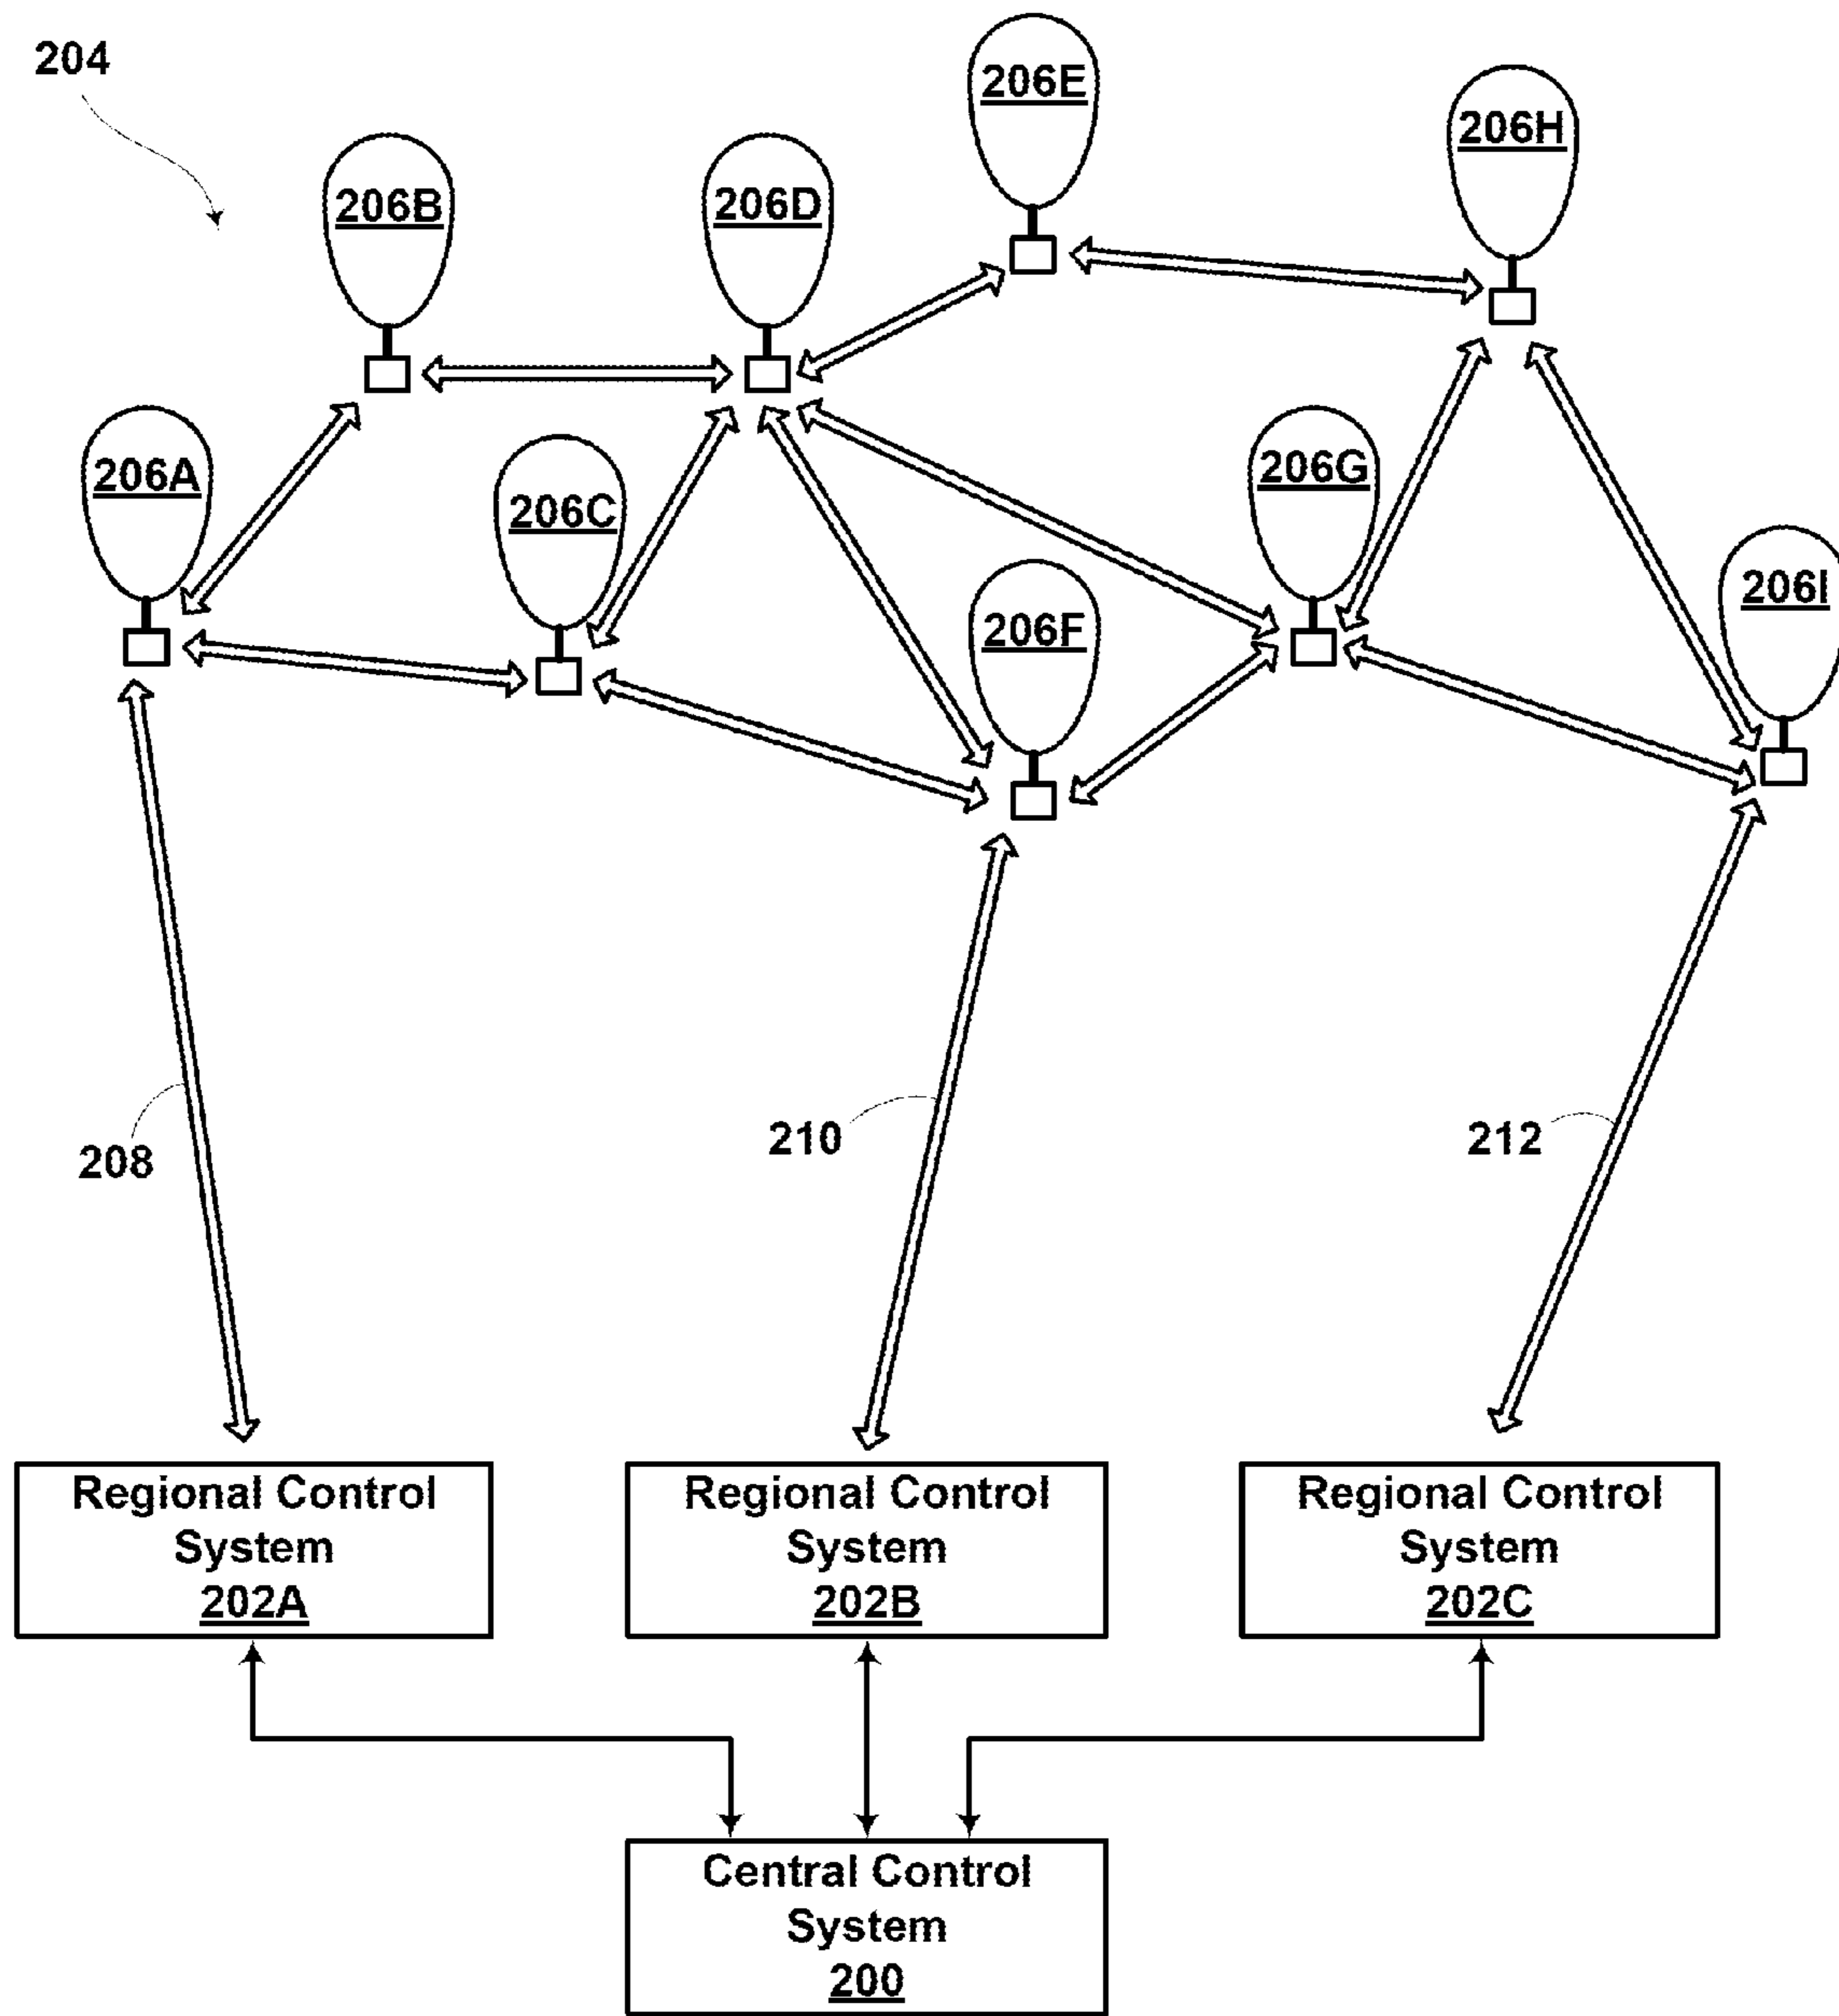 204
206E
206H
206B
206D
206A
206C
206G
206F
206I
208
210
212
Regional Control
System
202A
Regional Control
System
202B
Regional Control
System
202C
Central Control
System
200